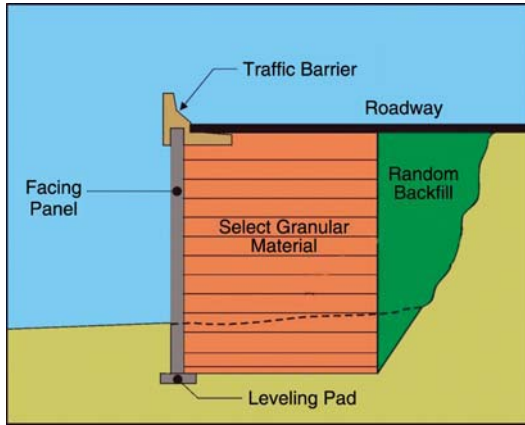 Traffic Barrier
Roadway
Random
Backfill
Facing
Panel
Select Granular
Material
Leveling Pad